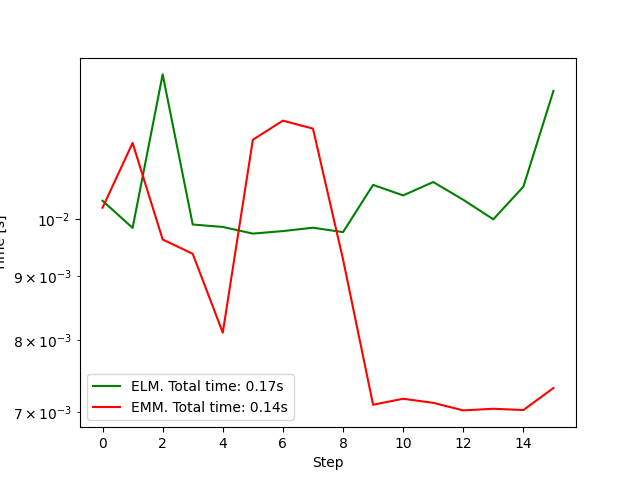 10⁻²
9 × 10⁻³
8 × 10⁻³
7 × 10⁻³
ELM. Total time: 0.17s
EMM. Total time: 0.14s
0 2 4 6 8 10 12 14
Step